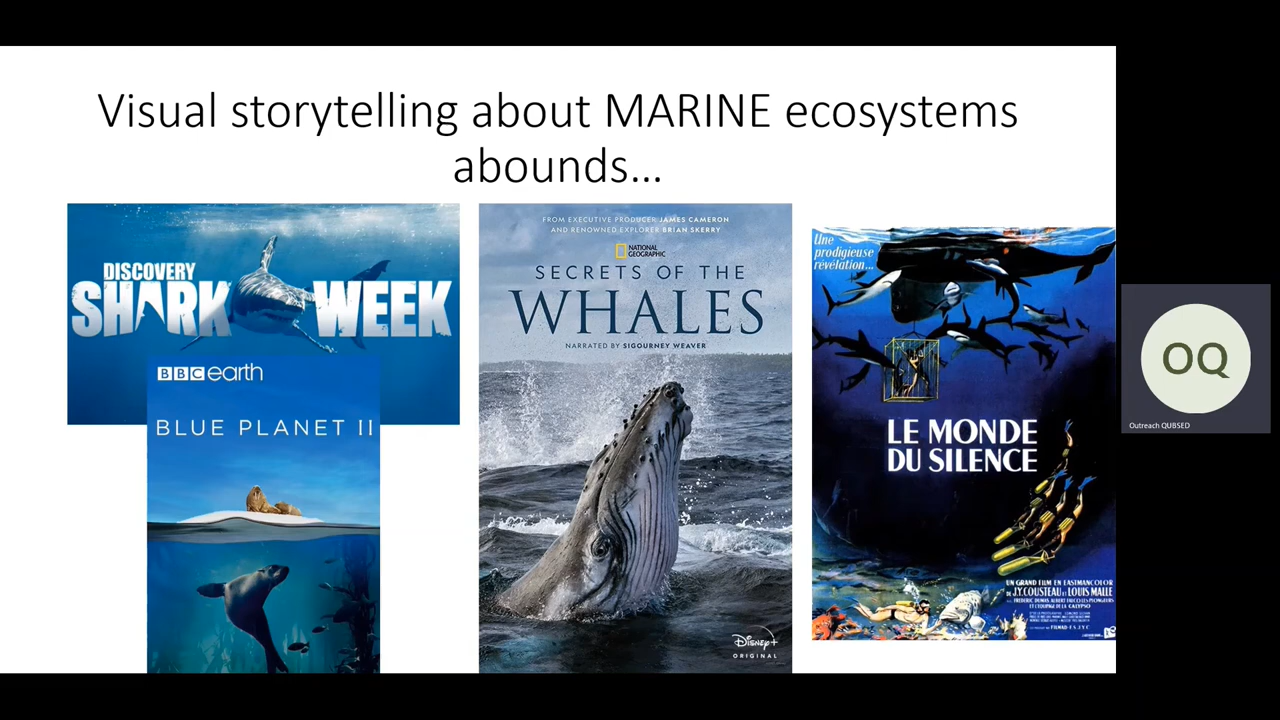 Visual storytelling about MARINE ecosystems
abounds...
DISCOVERY
SHARK WEEK
BBC earth
BLUE PLANET II
FROM EXECUTIVE PRODUCER JAMES CAMERON
AND RENOWNED EXPLORER BRIAN SKERRY
NATIONAL
GEOGRAPHIC
SECRETS OF THE
WHALES
NARRATED BY SIGOURNEY WEAVER
Disney+
ORIGINAL
Une
prodigieuse
révélation...
LE MONDE
DU SILENCE
UN GRAND FILM EN EASTMANCOLOR
DE J.Y. COUSTEAU ET LOUIS MALLE
OQ
Outreach QUBSED